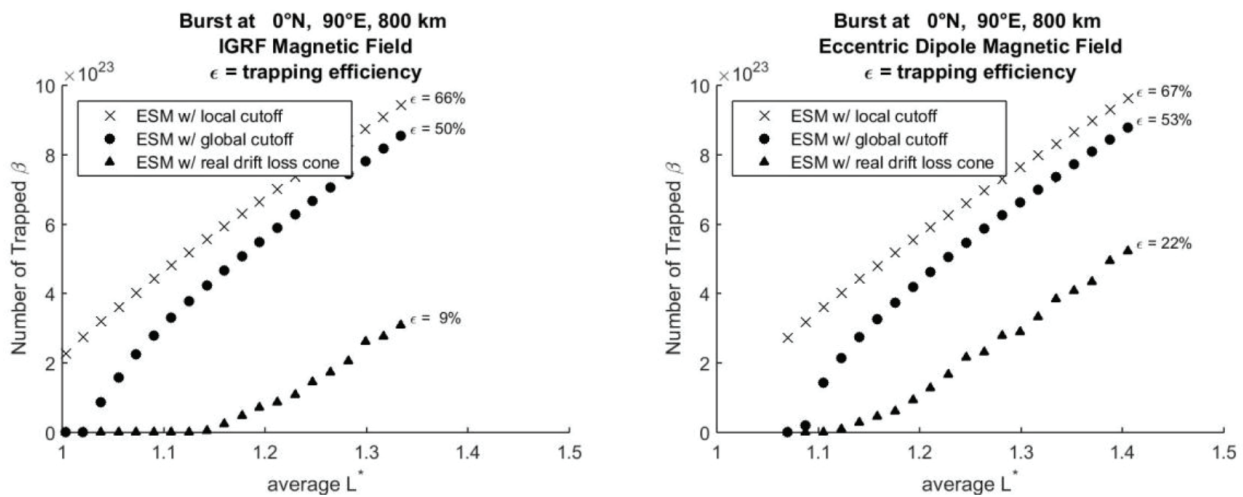 Burst at 0°N, 90°E, 800 km
IGRF Magnetic Field
ϵ = trapping efficiency
×10^23
10
8
6
4
2
0
Number of Trapped β
ESM w/ local cutoff
ESM w/ global cutoff
ESM w/ real drift loss cone
ϵ = 66%
ϵ = 50%
ϵ = 9%
1
1.1
1.2
1.3
1.4
1.5
average L*
Burst at 0°N, 90°E, 800 km
Eccentric Dipole Magnetic Field
ϵ = trapping efficiency
×10^23
10
8
6
4
2
0
Number of Trapped β
ESM w/ local cutoff
ESM w/ global cutoff
ESM w/ real drift loss cone
ϵ = 67%
ϵ = 53%
ϵ = 22%
1
1.1
1.2
1.3
1.4
1.5
average L*